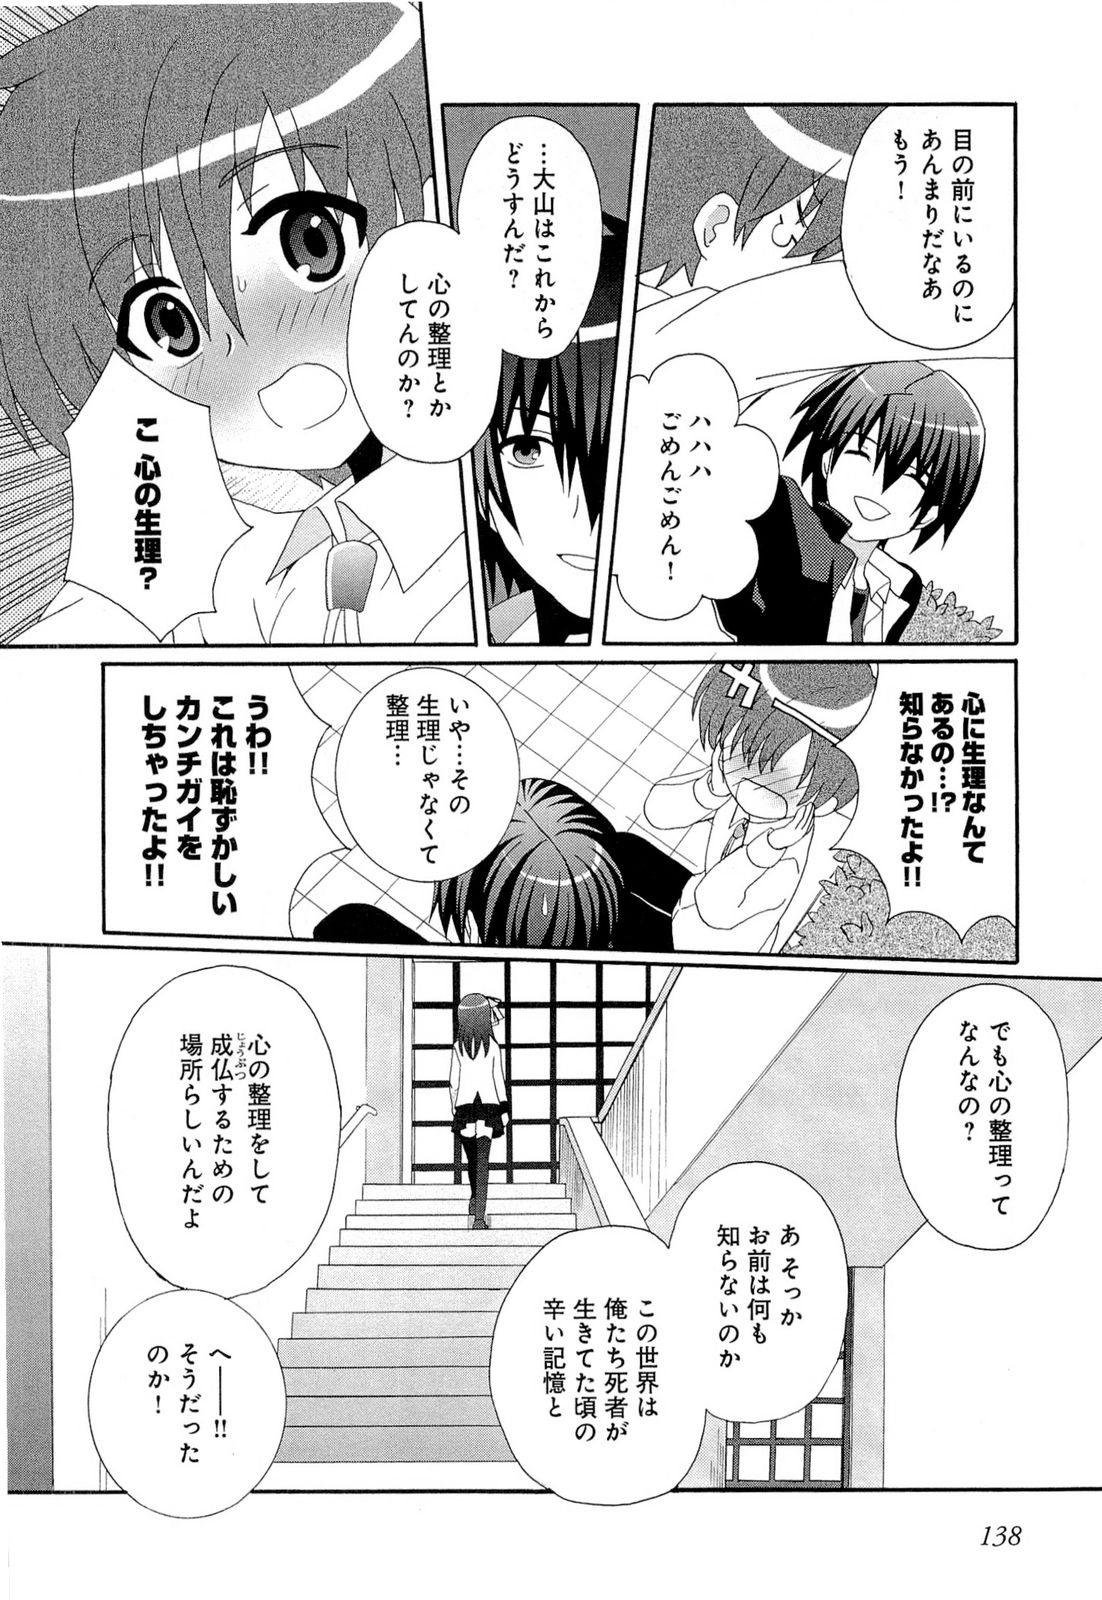 目の前にいるのに
あんまりだなあ
もう!
ハハハ
ごめんごめん!
…大山はこれから
どうすんだ?
心の整理とか
してんのか?
こ 心の生理?
心に生理なんて
あるの…!?
知らなかったよ!!
いや…その
生理じゃなくて
整理…
うわ!!
これは恥ずかしい
カンチガイを
しちゃったよ!!
でも心の整理って
なんなの?
あ そっか
お前は何も
知らないのか
この世界は
俺たち死者が
生きてた頃の
辛い記憶と
心の整理をして
成仏するための
じょうぶつ
場所らしいんだよ
へ――!!
そうだった
のか!
138